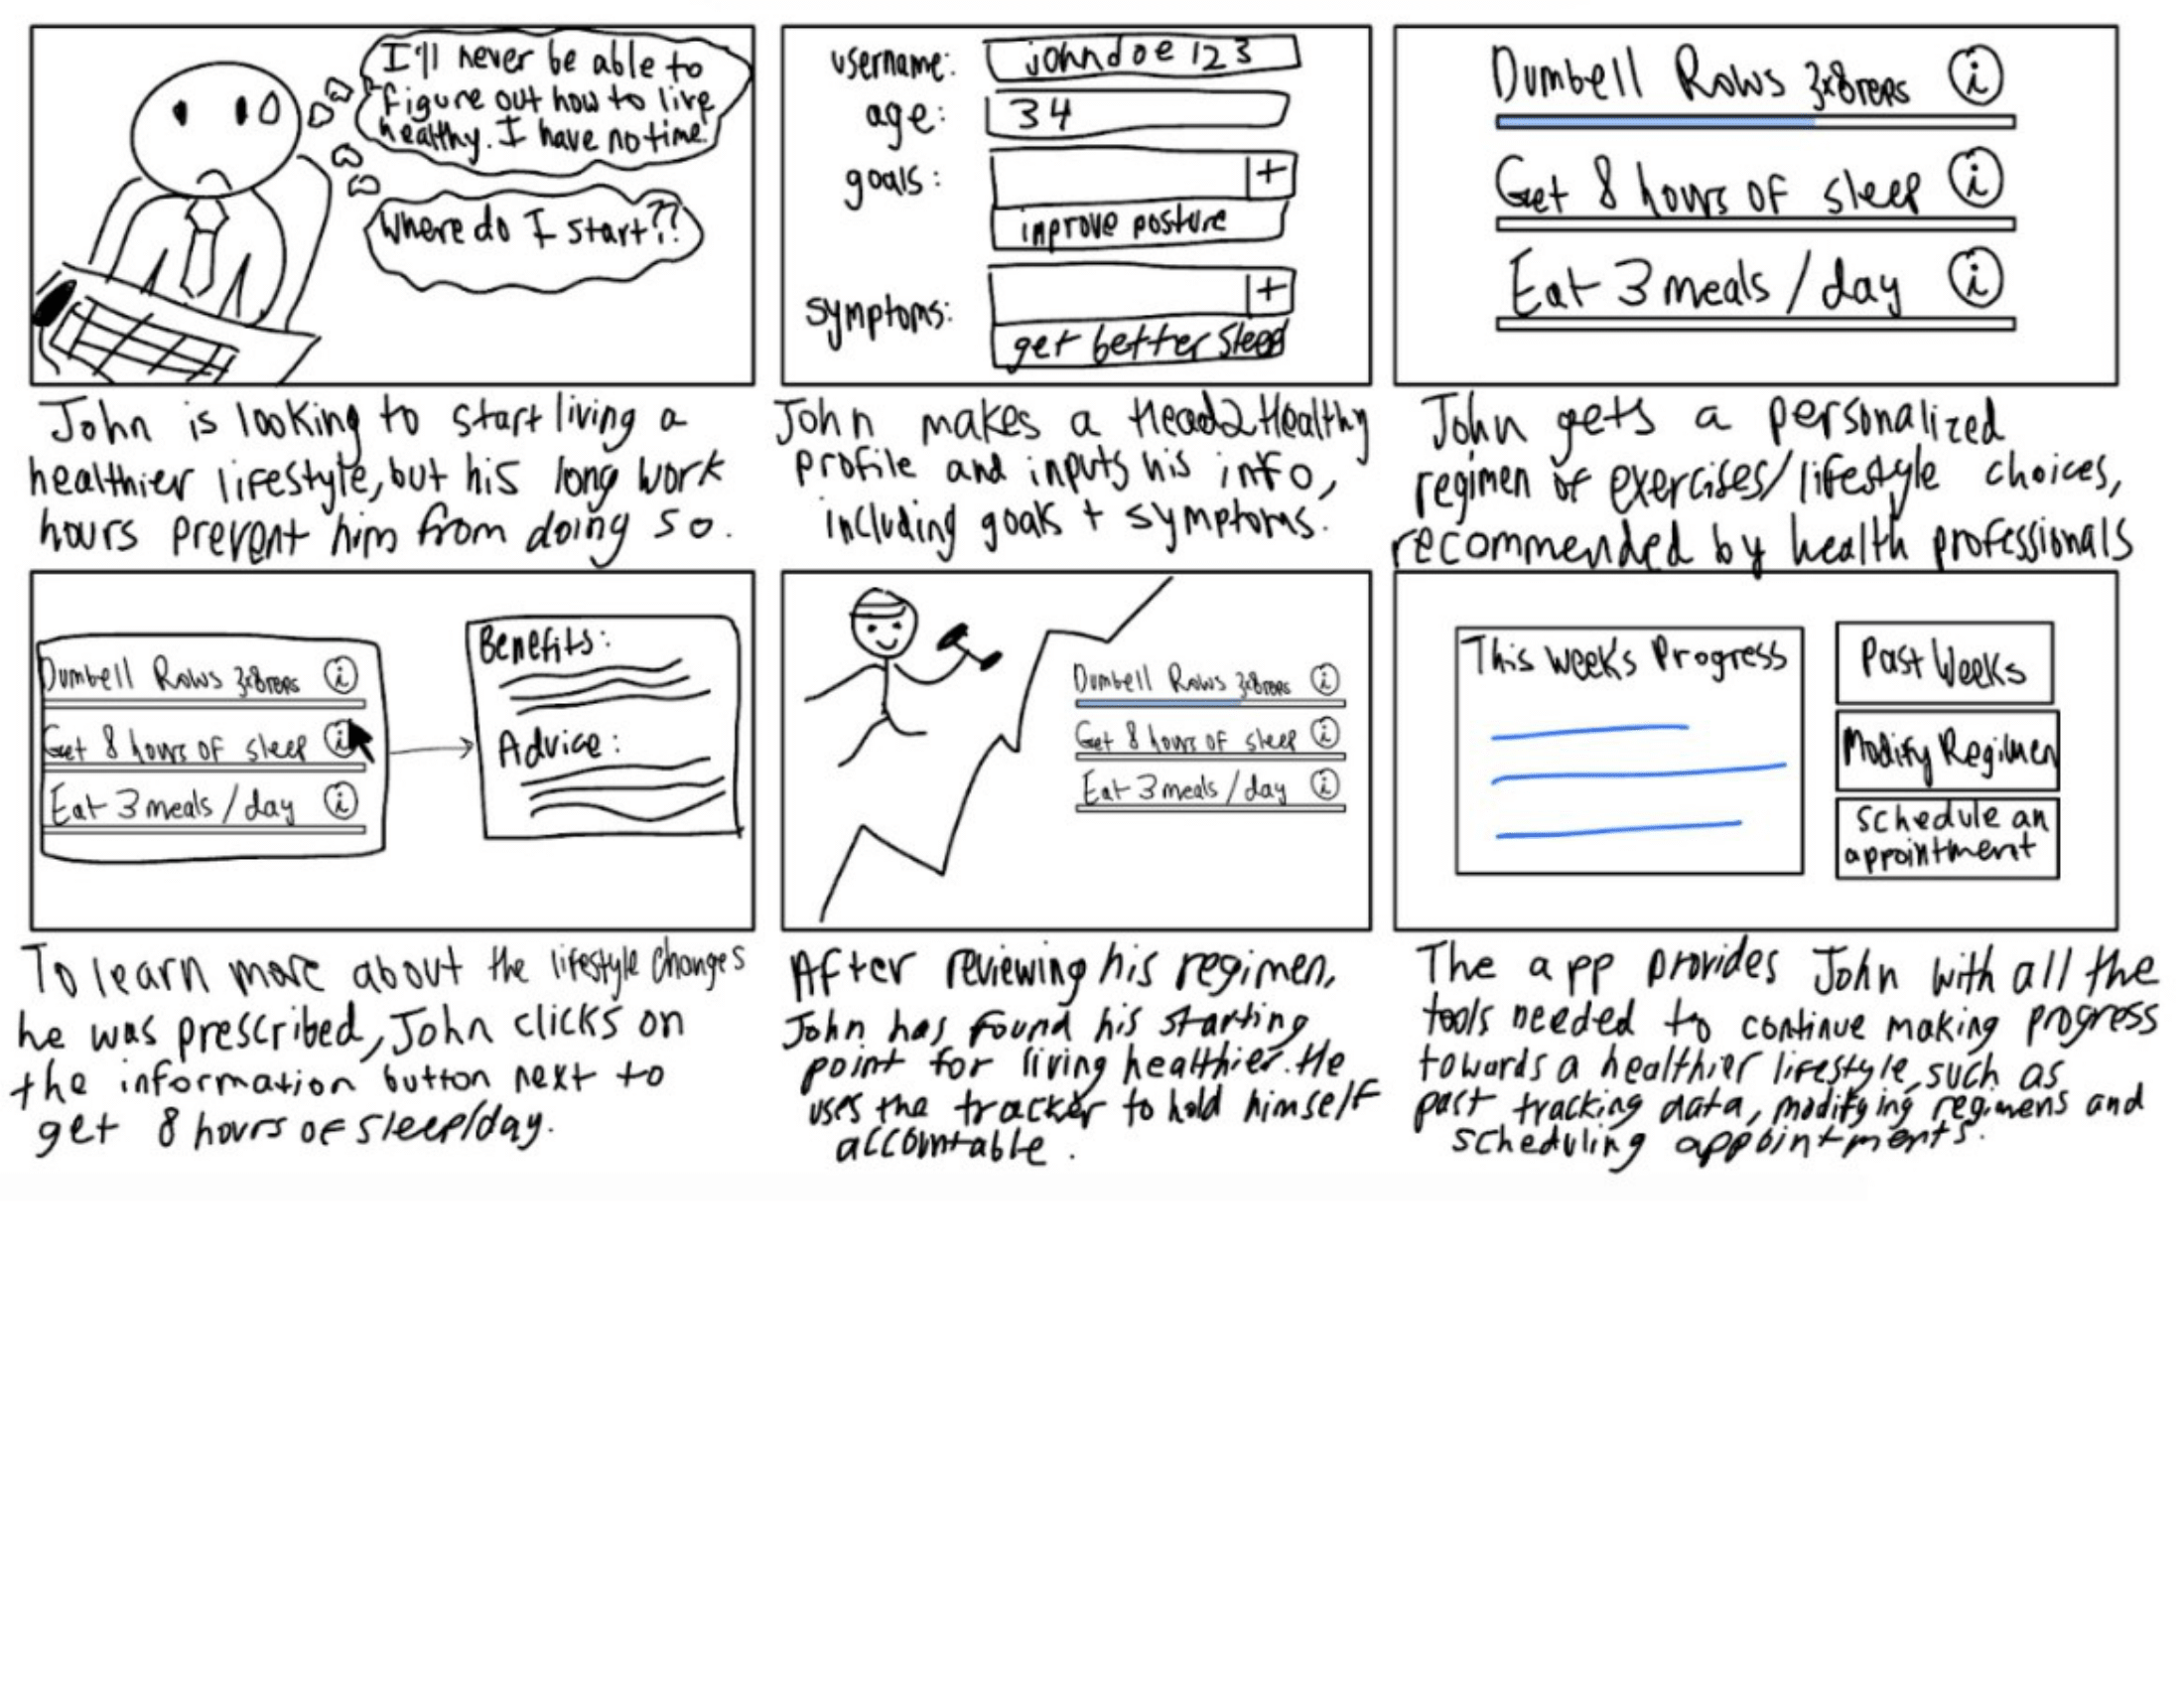 I'll never be able to
figure out how to live
healthy. I have no time
Where do I start??
John is looking to start living a
healthier lifestyle, but his long work
hours prevent him from doing so.
username: johndoe123
age: 34
goals: +
improve posture
symptoms: +
get better sleep
John makes a Head2Healthy
profile and inputs his info,
including goals + symptoms.
Dumbell Rows 3x8reps i
Get 8 hours of sleep i
Eat 3 meals / day i
John gets a personalized
regimen of exercises/lifestyle choices,
recommended by health professionals
Dumbell Rows 3x8reps i
Get 8 hours of sleep i
Eat 3 meals / day i
Benefits:
Advice:
To learn more about the lifestyle changes
he was prescribed, John clicks on
the information button next to
get 8 hours of sleep/day.
Dumbell Rows 3x8reps i
Get 8 hours of sleep i
Eat 3 meals / day i
After reviewing his regimen,
John has found his starting
point for living healthier. He
uses the tracker to hold himself
accountable.
This weeks Progress
Past Weeks
Modify Regimen
schedule an
appointment
The app provides John with all the
tools needed to continue making progress
towards a healthier lifestyle, such as
past tracking data, modifying regimens and
scheduling appointments.